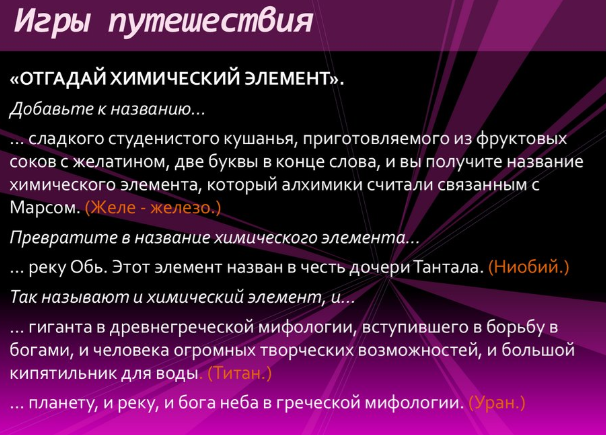 Игры путешествия
«ОТГАДАЙ ХИМИЧЕСКИЙ ЭЛЕМЕНТ».
Добавьте к названию…
… сладкого студенистого кушанья, приготовляемого из фруктовых
соков с желатином, две буквы в конце слова, и вы получите название
химического элемента, который алхимики считали связанным с
Марсом. (Желе - железо.)
Превратите в название химического элемента…
… реку Обь. Этот элемент назван в честь дочери Тантала. (Ниобий.)
Так называют и химический элемент, и…
… гиганта в древнегреческой мифологии, вступившего в борьбу в
богами, и человека огромных творческих возможностей, и большой
кипятильник для воды. (Титан.)
… планету, и реку, и бога неба в греческой мифологии. (Уран.)